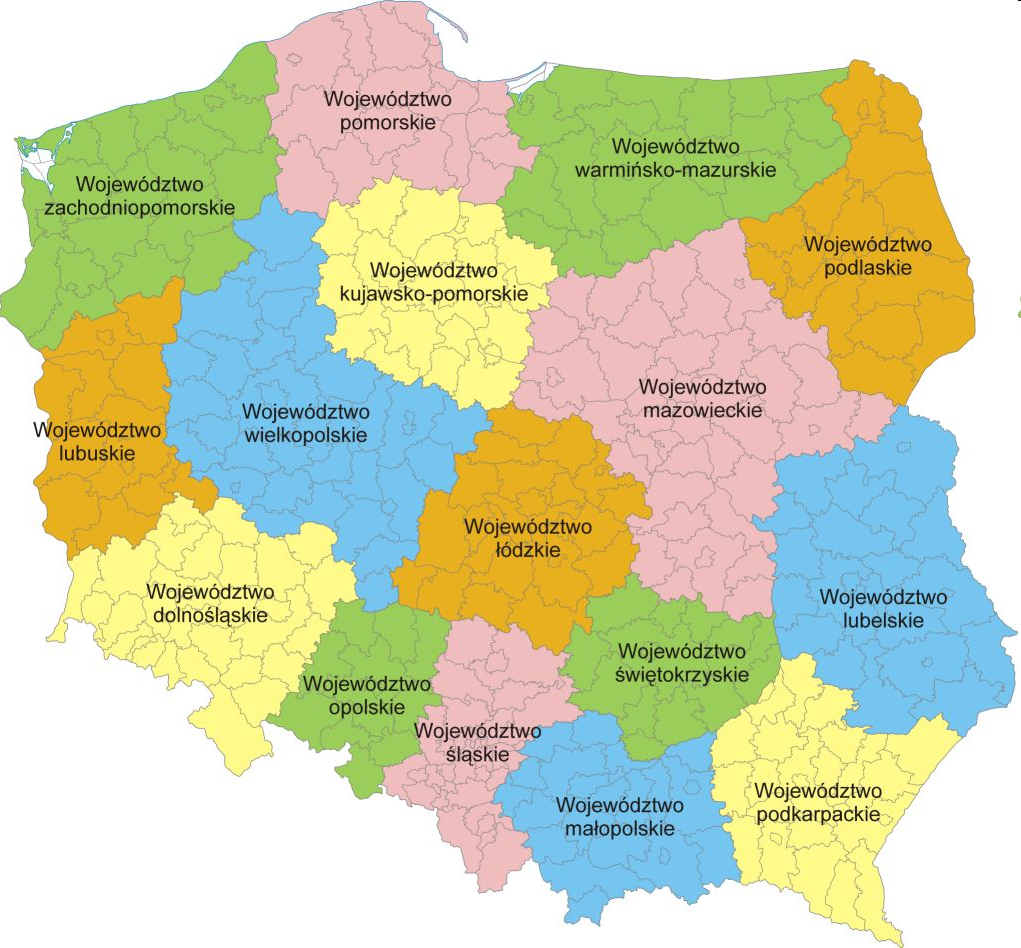 Województwo
pomorskie
Województwo
warmińsko-mazurskie
Województwo
zachodniopomorskie
Województwo
podlaskie
Województwo
kujawsko-pomorskie
Województwo
mazowieckie
Województwo
wielkopolskie
Województwo
lubuskie
Województwo
łódzkie
Województwo
dolnośląskie
Województwo
lubelskie
Województwo
świętokrzyskie
Województwo
opolskie
Województwo
śląskie
Województwo
podkarpackie
Województwo
małopolskie